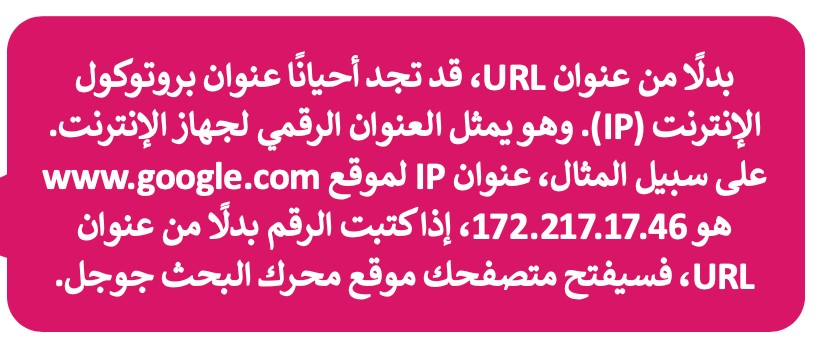 بدلًا من عنوان URL، قد تجد أحيانًا عنوان بروتوكول
الإنترنت (IP). وهو يمثل العنوان الرقمي لجهاز الإنترنت.
على سبيل المثال، عنوان IP لموقع www.google.com
هو 172.217.17.46، إذا كتبت الرقم بدلًا من عنوان
URL، فسيفتح متصفحك موقع محرك البحث جوجل.